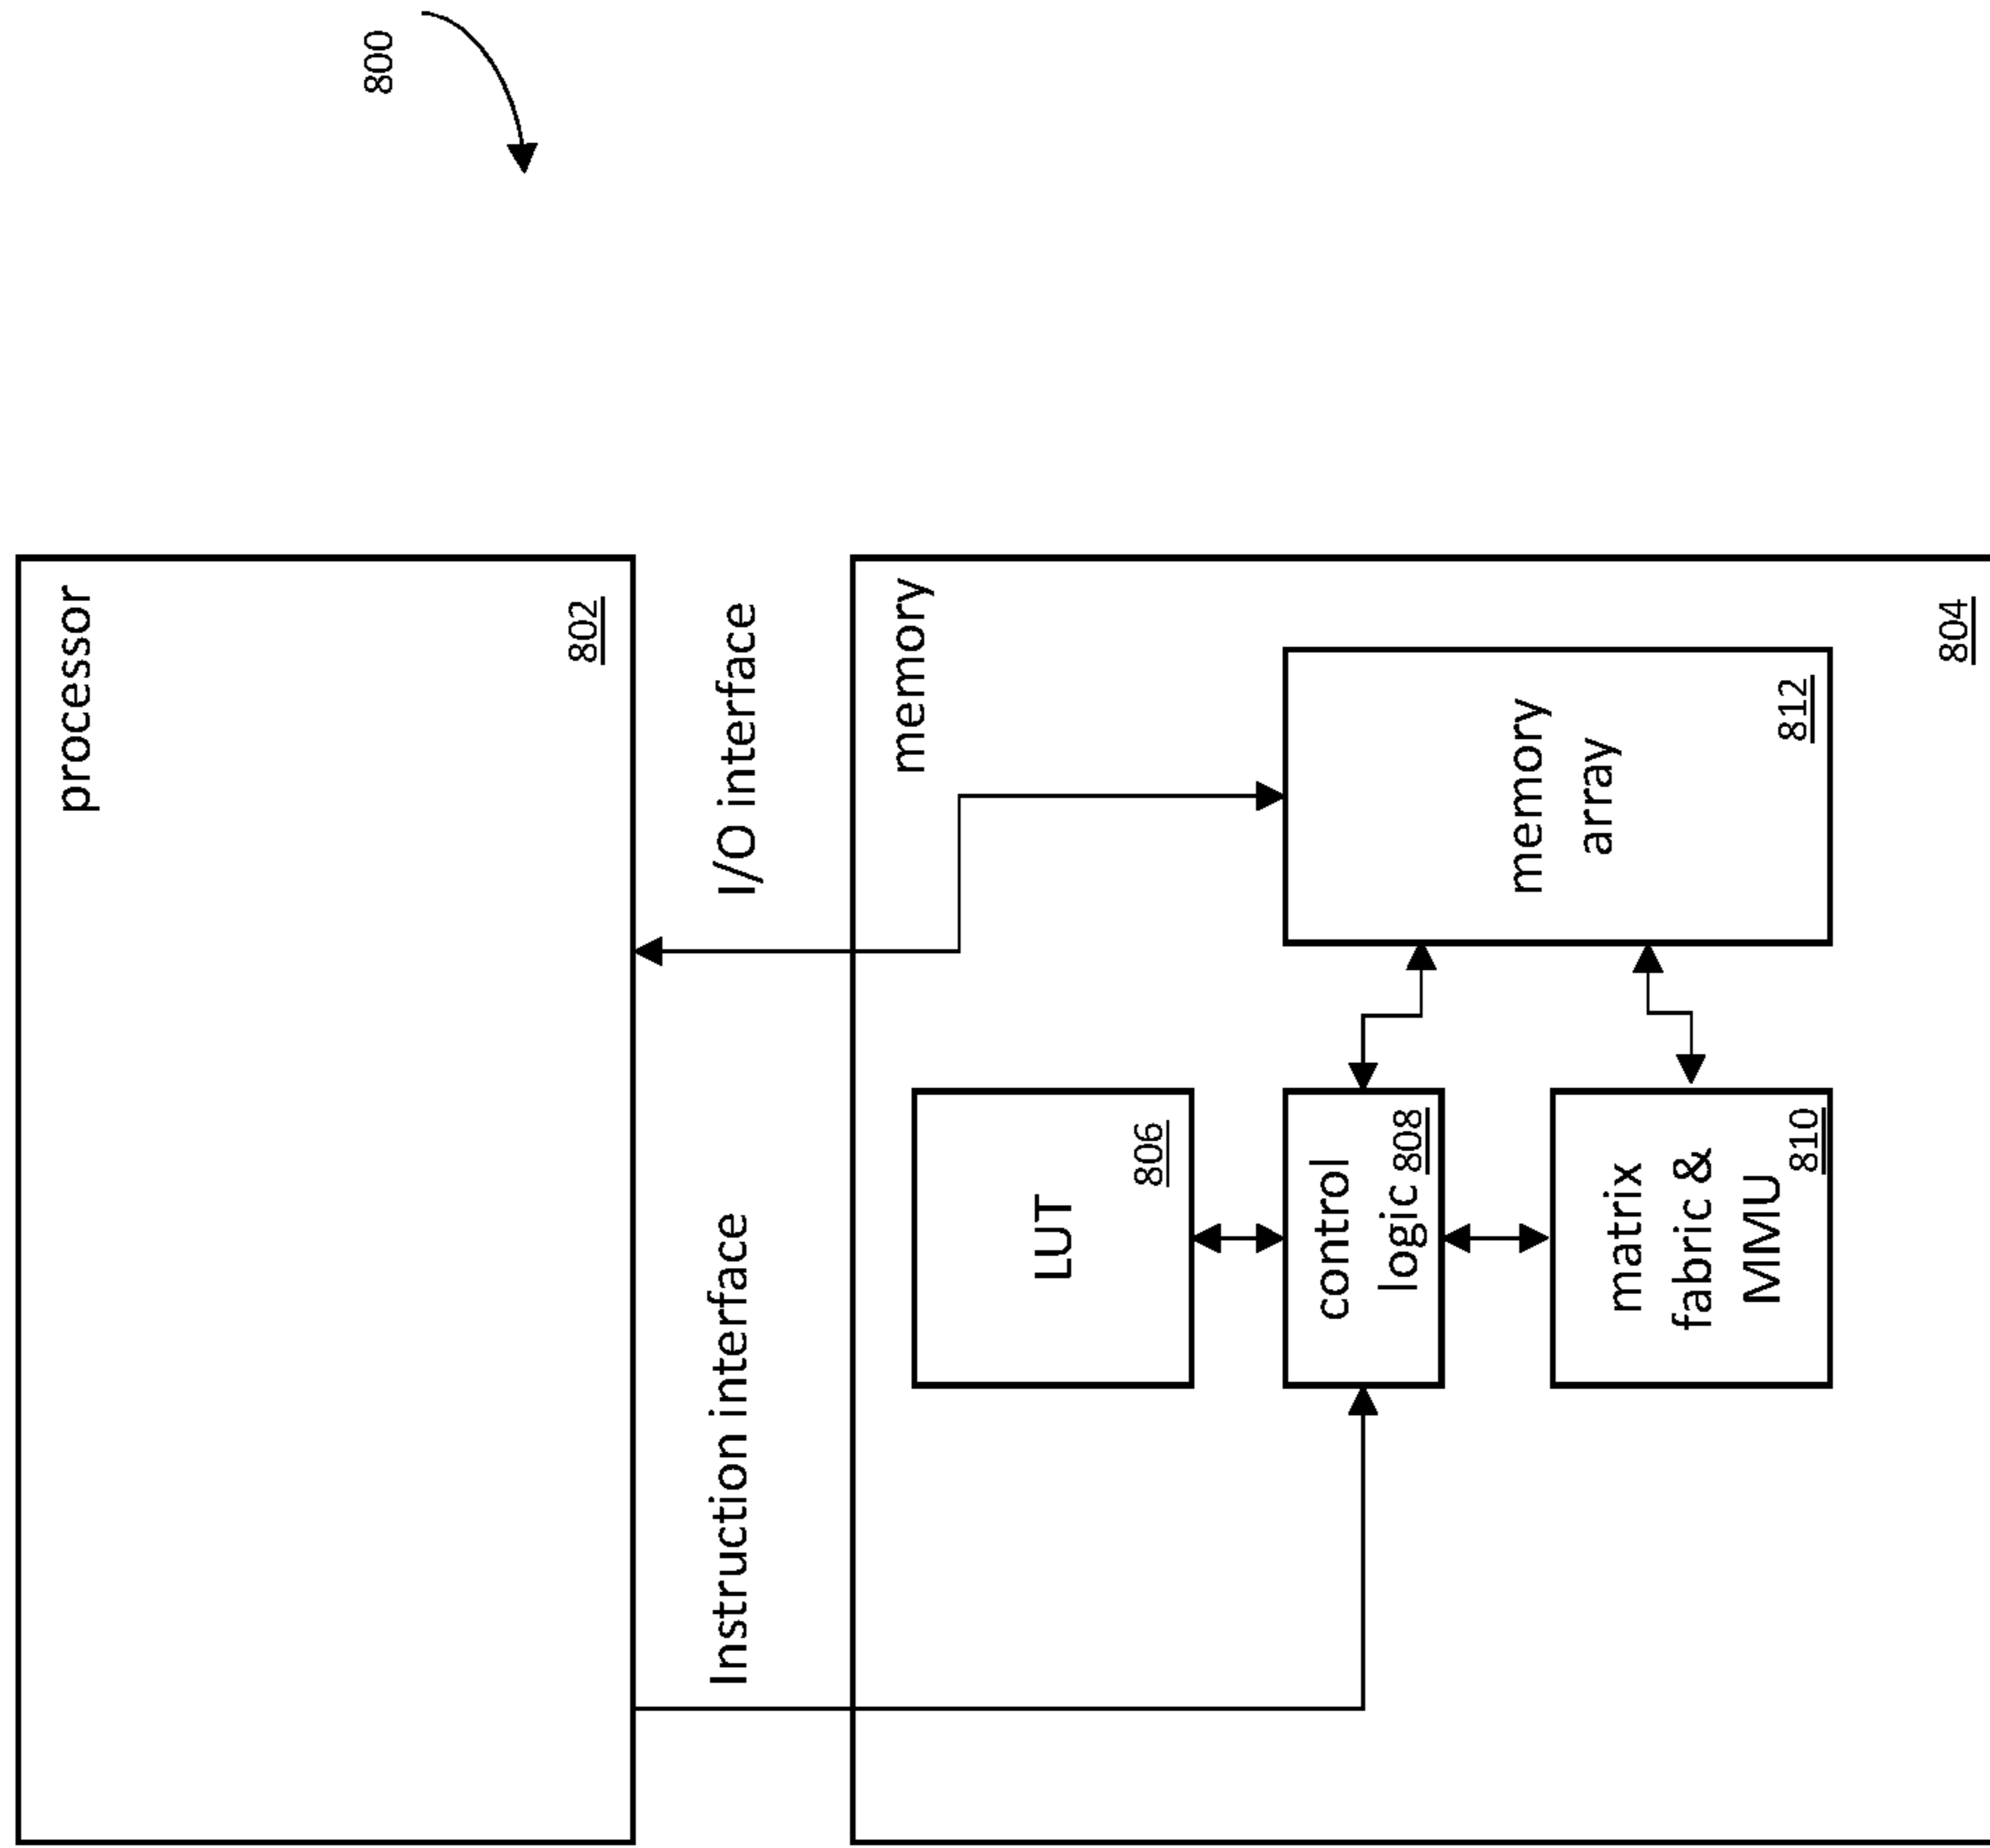 800
processor
802
Instruction interface
I/O interface
memory
LUT
806
control
logic 808
matrix
fabric &
MMU
810
memory
array
812
804